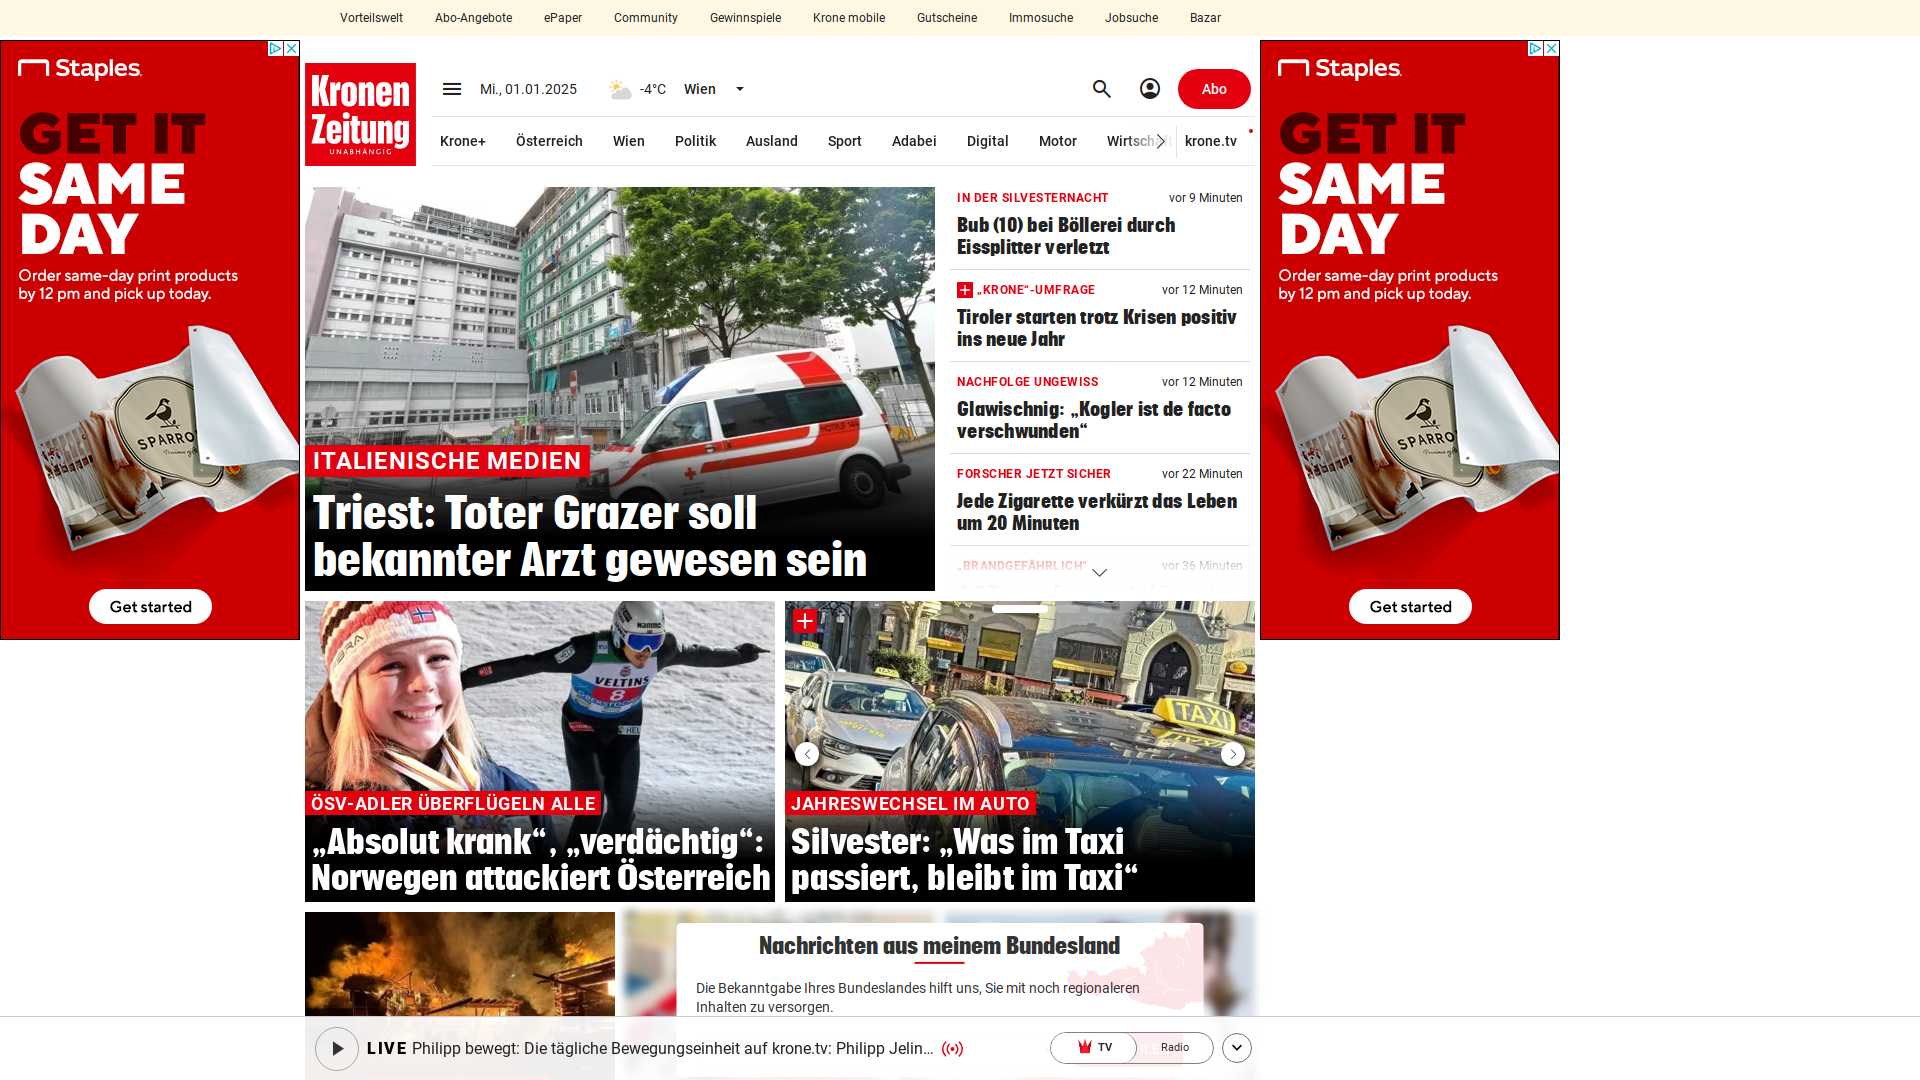 Vorteilswelt Abo-Angebote ePaper Community Gewinnspiele Krone mobile Gutscheine Immosuche Jobsuche Bazar
Staples
GET IT
SAME
DAY
Order same-day print products
by 12 pm and pick up today.
SPARRO
Get started
Kronen
Zeitung
UNABHÄNGIG
Mi., 01.01.2025 -4°C Wien Abo
Krone+ Österreich Wien Politik Ausland Sport Adabei Digital Motor Wirtsch krone.tv
NOTRUF 144
ITALIENISCHE MEDIEN
Triest: Toter Grazer soll
bekannter Arzt gewesen sein
IN DER SILVESTERNACHT vor 9 Minuten
Bub (10) bei Böllerei durch
Eissplitter verletzt
„KRONE“-UMFRAGE vor 12 Minuten
Tiroler starten trotz Krisen positiv
ins neue Jahr
NACHFOLGE UNGEWISS vor 12 Minuten
Glawischnig: „Kogler ist de facto
verschwunden“
FORSCHER JETZT SICHER vor 22 Minuten
Jede Zigarette verkürzt das Leben
um 20 Minuten
„BRANDGEFÄHRLICH“ vor 36 Minuten
VELTINS
8
ÖSV-ADLER ÜBERFLÜGELN ALLE
„Absolut krank“, „verdächtig“:
Norwegen attackiert Österreich
TAXI
JAHRESWECHSEL IM AUTO
Silvester: „Was im Taxi
passiert, bleibt im Taxi“
Nachrichten aus meinem Bundesland
Die Bekanntgabe Ihres Bundeslandes hilft uns, Sie mit noch regionaleren
Inhalten zu versorgen.
LIVE Philipp bewegt: Die tägliche Bewegungseinheit auf krone.tv: Philipp Jelin... TV Radio
Staples
GET IT
SAME
DAY
Order same-day print products
by 12 pm and pick up today.
SPARRO
Get started